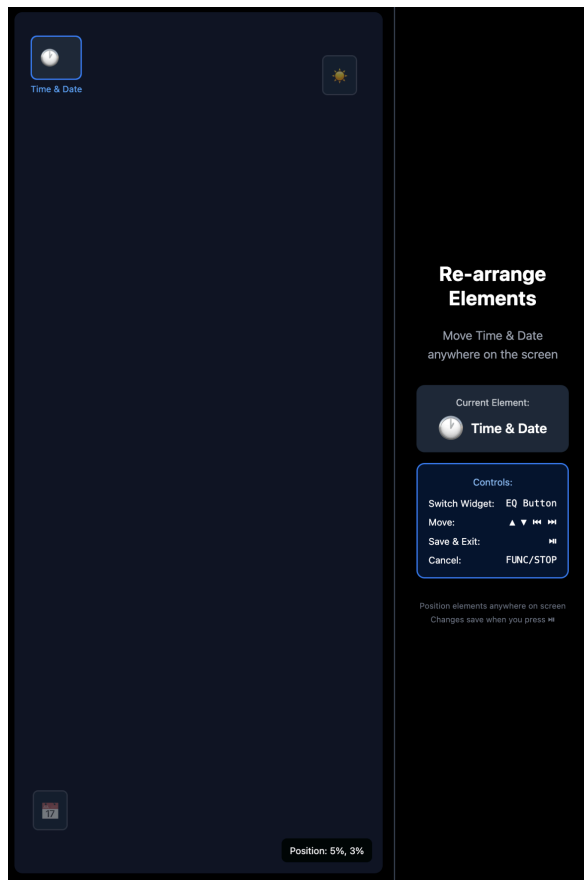 Time & Date
17
Position: 5%, 3%
Re-arrange
Elements
Move Time & Date
anywhere on the screen
Current Element:
Time & Date
Controls:
Switch Widget: EQ Button
Move: ▲ ▼ ⏮ ⏭
Save & Exit: ⏯
Cancel: FUNC/STOP
Position elements anywhere on screen
Changes save when you press ⏯